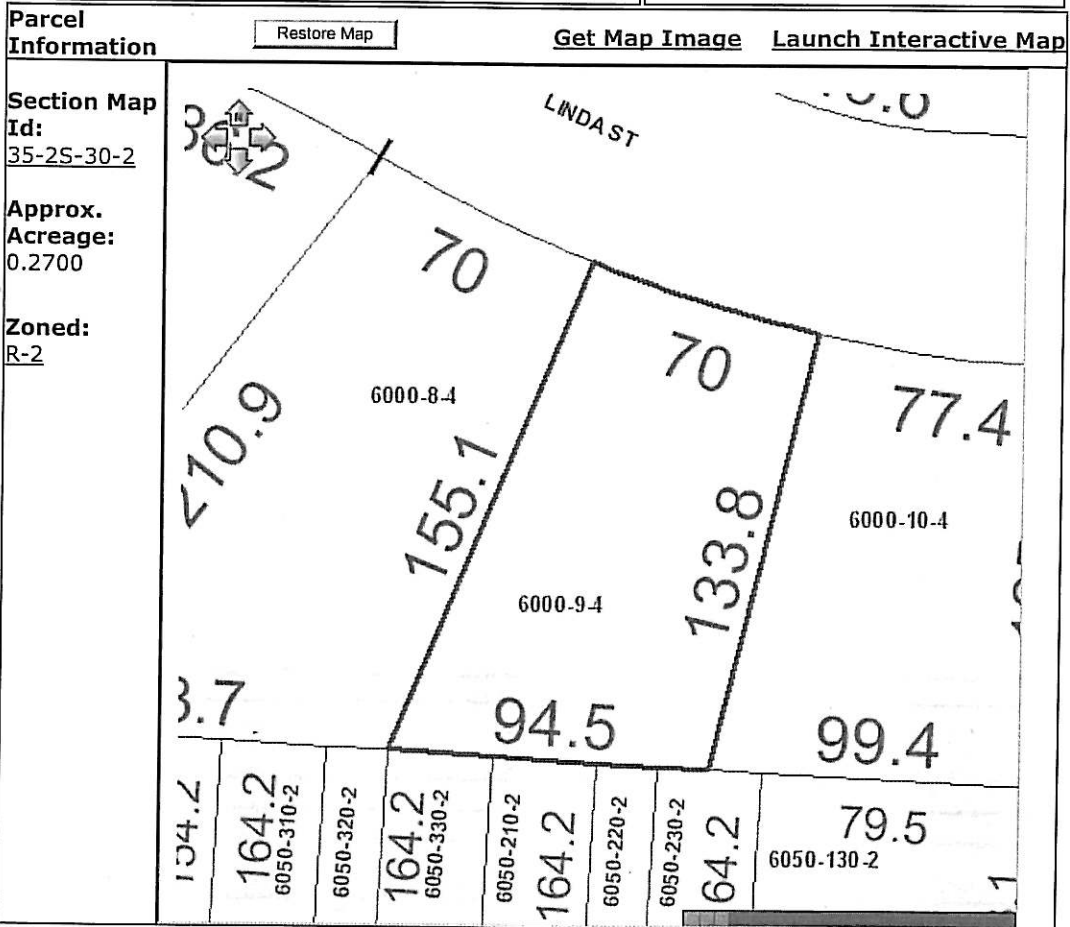 Parcel
Information
Restore Map
Get Map Image
Launch Interactive Map
Section Map
Id:
35-2S-30-2
Approx.
Acreage:
0.2700
Zoned:
R-2
LINDA ST
N
70
70
77.4
6000-8-4
155.1
133.8
6000-10-4
6000-9-4
94.5
99.4
164.2
6050-310-2
6050-320-2
164.2
6050-330-2
6050-210-2
164.2
6050-220-2
6050-230-2
64.2
79.5
6050-130-2